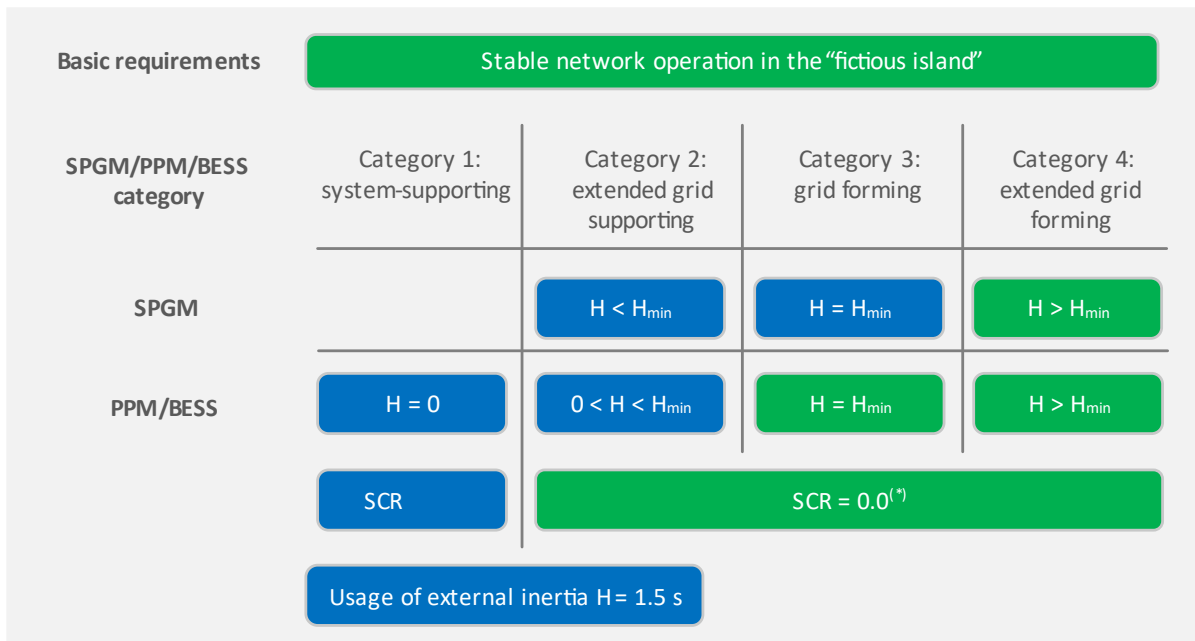 Basic requirements
Stable network operation in the “fictious island”
SPGM/PPM/BESS
category
Category 1:
system-supporting
Category 2:
extended grid
supporting
Category 3:
grid forming
Category 4:
extended grid
forming
SPGM
H < Hmin
H = Hmin
H > Hmin
PPM/BESS
H = 0
0 < H < Hmin
H = Hmin
H > Hmin
SCR
SCR = 0.0(*)
Usage of external inertia H = 1.5 s